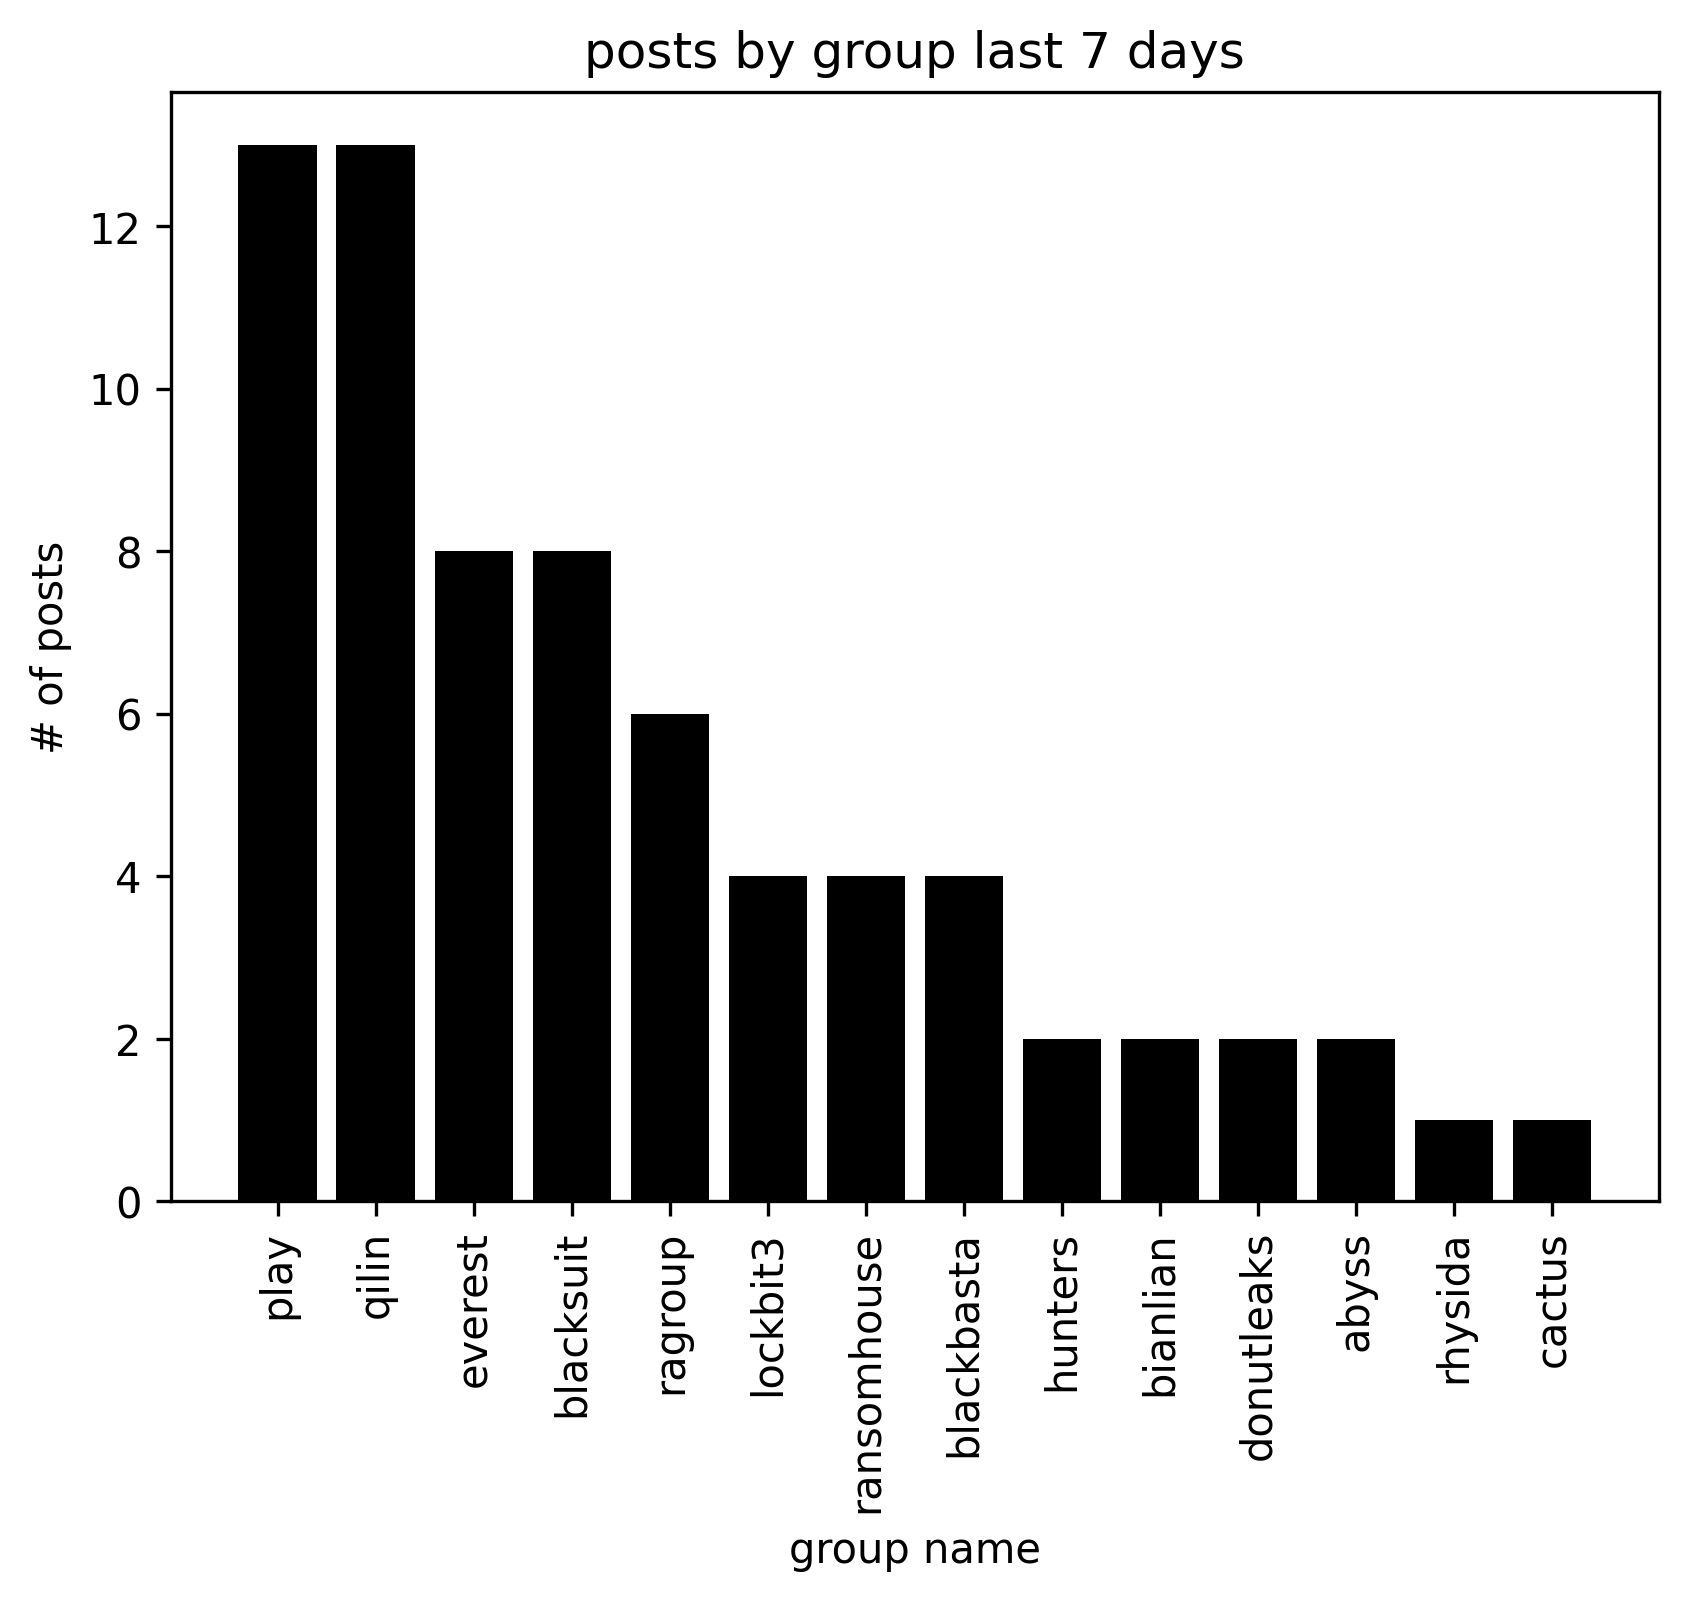 posts by group last 7 days
# of posts
12
10
8
6
4
2
0
play
qilin
everest
blacksuit
ragroup
lockbit3
ransomhouse
blackbasta
hunters
bianlian
donutleaks
abyss
rhysida
cactus
group name